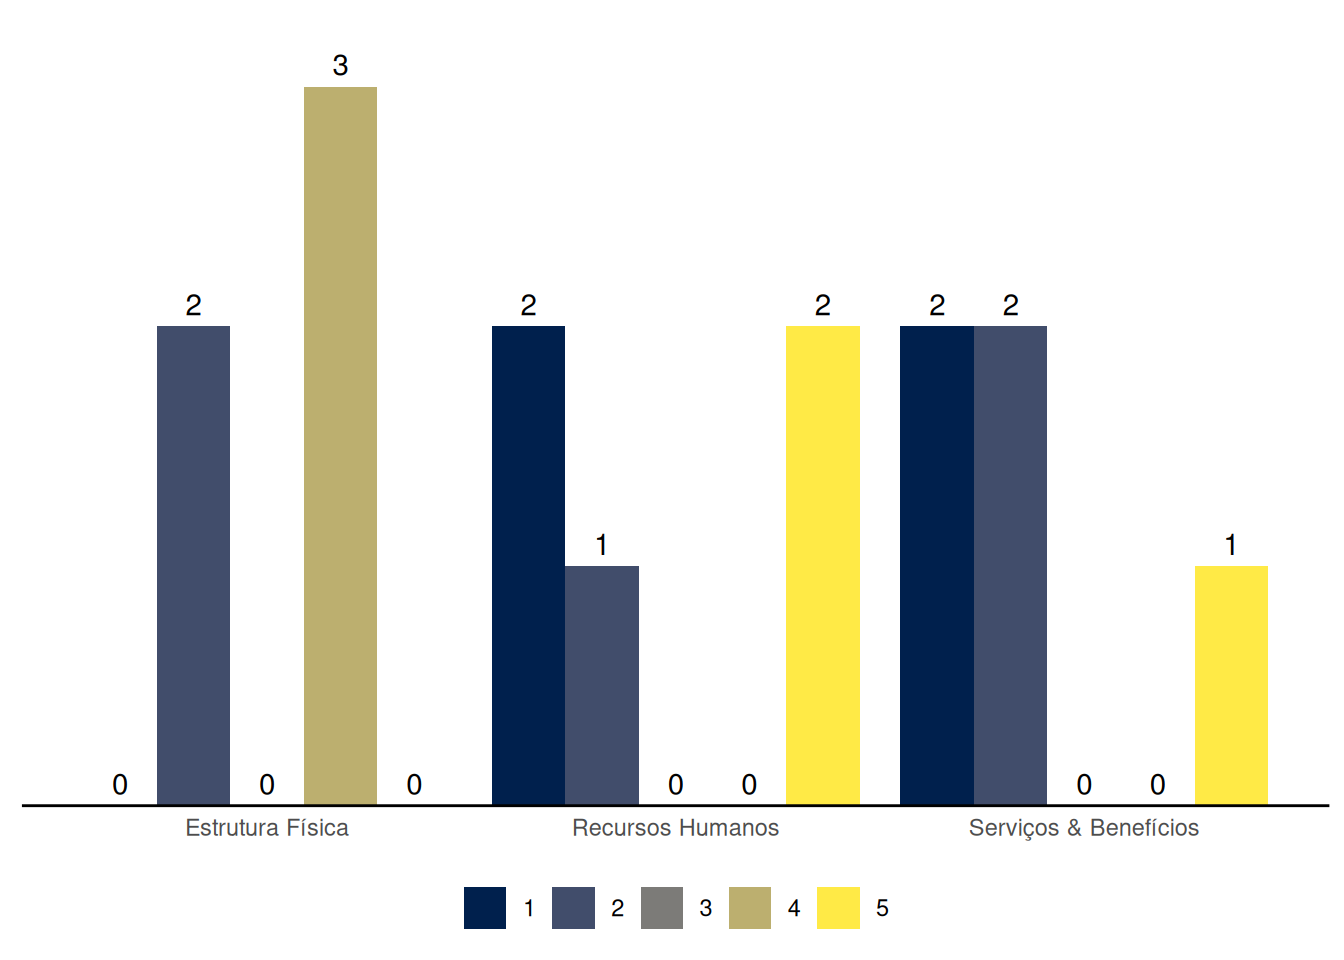 3
2 2 2 2 2
1 1
0 0 0 0 0 0 0
Estrutura Física Recursos Humanos Serviços & Benefícios
1 2 3 4 5